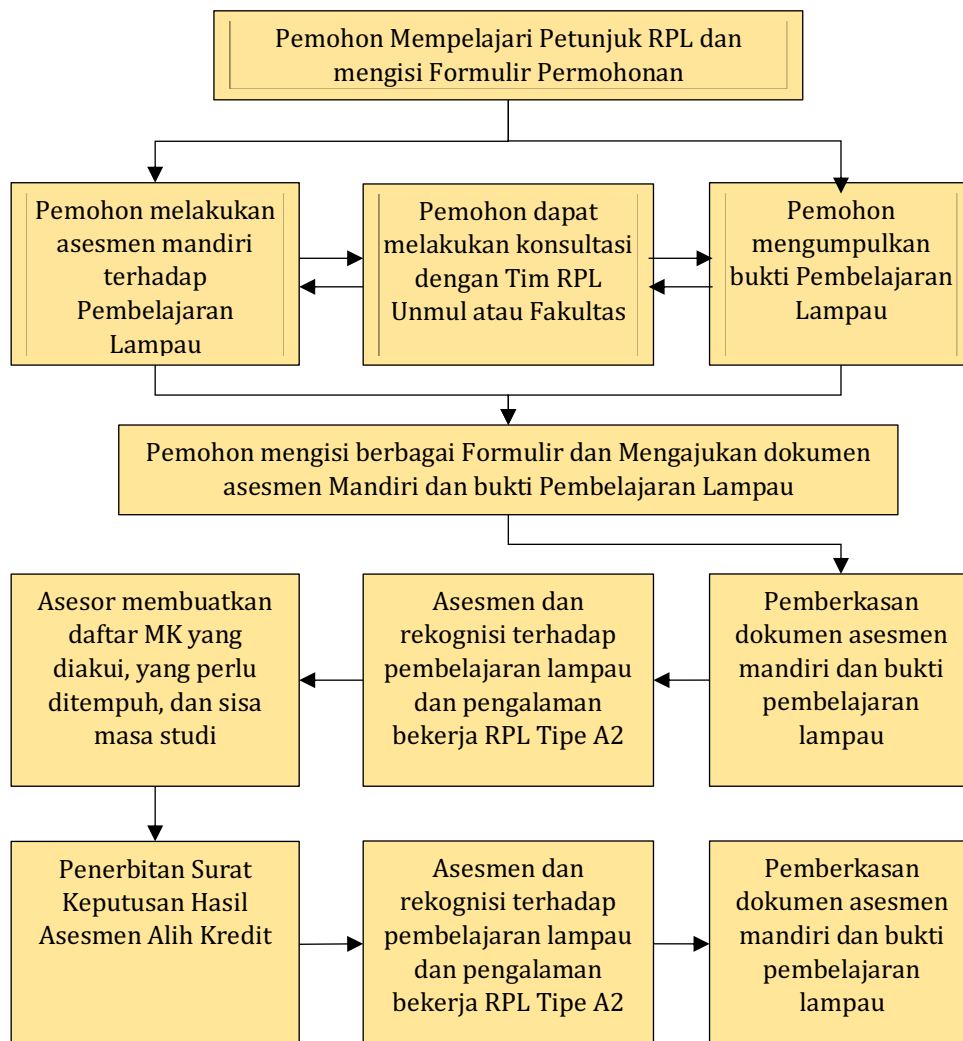 Pemohon Mempelajari Petunjuk RPL dan
mengisi Formulir Permohonan
Pemohon melakukan
asesmen mandiri
terhadap
Pembelajaran
Lampau
Pemohon dapat
melakukan konsultasi
dengan Tim RPL
Unmul atau Fakultas
Pemohon
mengumpulkan
bukti Pembelajaran
Lampau
Pemohon mengisi berbagai Formulir dan Mengajukan dokumen
asesmen Mandiri dan bukti Pembelajaran Lampau
Asesor membuatkan
daftar MK yang
diakui, yang perlu
ditempuh, dan sisa
masa studi
Asesmen dan
rekognisi terhadap
pembelajaran lampau
dan pengalaman
bekerja RPL Tipe A2
Pemberkasan
dokumen asesmen
mandiri dan bukti
pembelajaran
lampau
Penerbitan Surat
Keputusan Hasil
Asesmen Alih Kredit
Asesmen dan
rekognisi terhadap
pembelajaran lampau
dan pengalaman
bekerja RPL Tipe A2
Pemberkasan
dokumen asesmen
mandiri dan bukti
pembelajaran
lampau